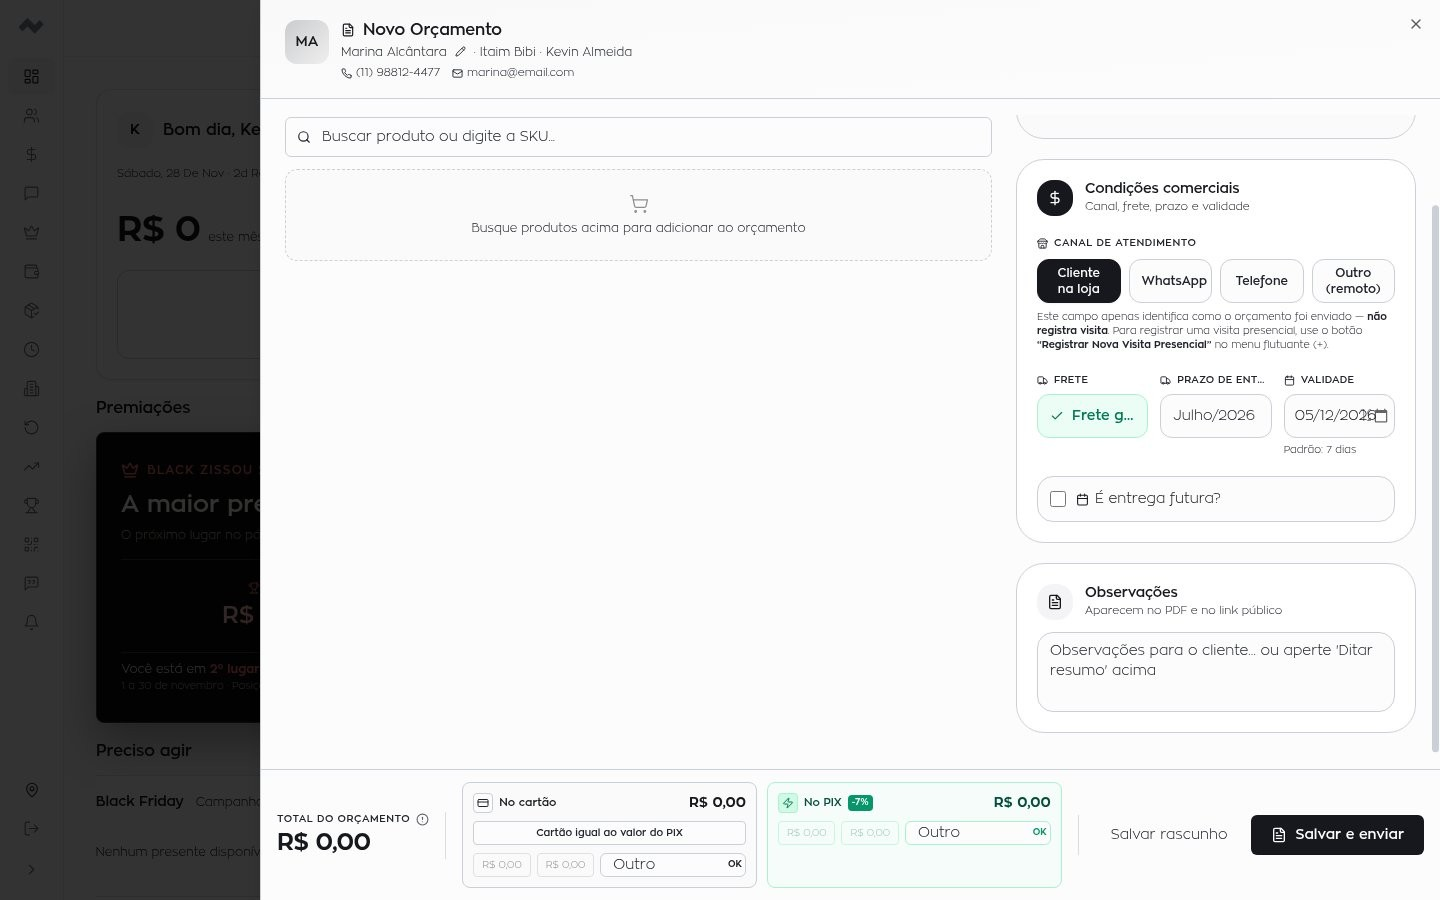 MA
Novo Orçamento
Marina Alcântara · Itaim Bibi · Kevin Almeida
(11) 98812-4477 marina@email.com
K
Bom dia, Ke
Sábado, 28 De Nov · 2d R
R$ 0 este mês
Premiações
BLACK ZISSOU
A maior pre
O próximo lugar no po
R$
Você está em 2º lugar
1 a 30 de novembro · Posiç
Preciso agir
Black Friday Campanh
Nenhum presente disponív
Buscar produto ou digite a SKU...
Busque produtos acima para adicionar ao orçamento
Condições comerciais
Canal, frete, prazo e validade
CANAL DE ATENDIMENTO
Cliente na loja
WhatsApp
Telefone
Outro (remoto)
Este campo apenas identifica como o orçamento foi enviado — não
registra visita. Para registrar uma visita presencial, use o botão
"Registrar Nova Visita Presencial" no menu flutuante (+).
FRETE PRAZO DE ENT... VALIDADE
Frete g... Julho/2026 05/12/2026
Padrão: 7 dias
É entrega futura?
Observações
Aparecem no PDF e no link público
Observações para o cliente... ou aperte 'Ditar
resumo' acima
TOTAL DO ORÇAMENTO
R$ 0,00
No cartão R$ 0,00
Cartão igual ao valor do PIX
R$ 0,00 R$ 0,00 Outro OK
No PIX -7% R$ 0,00
R$ 0,00 R$ 0,00 Outro OK
Salvar rascunho
Salvar e enviar